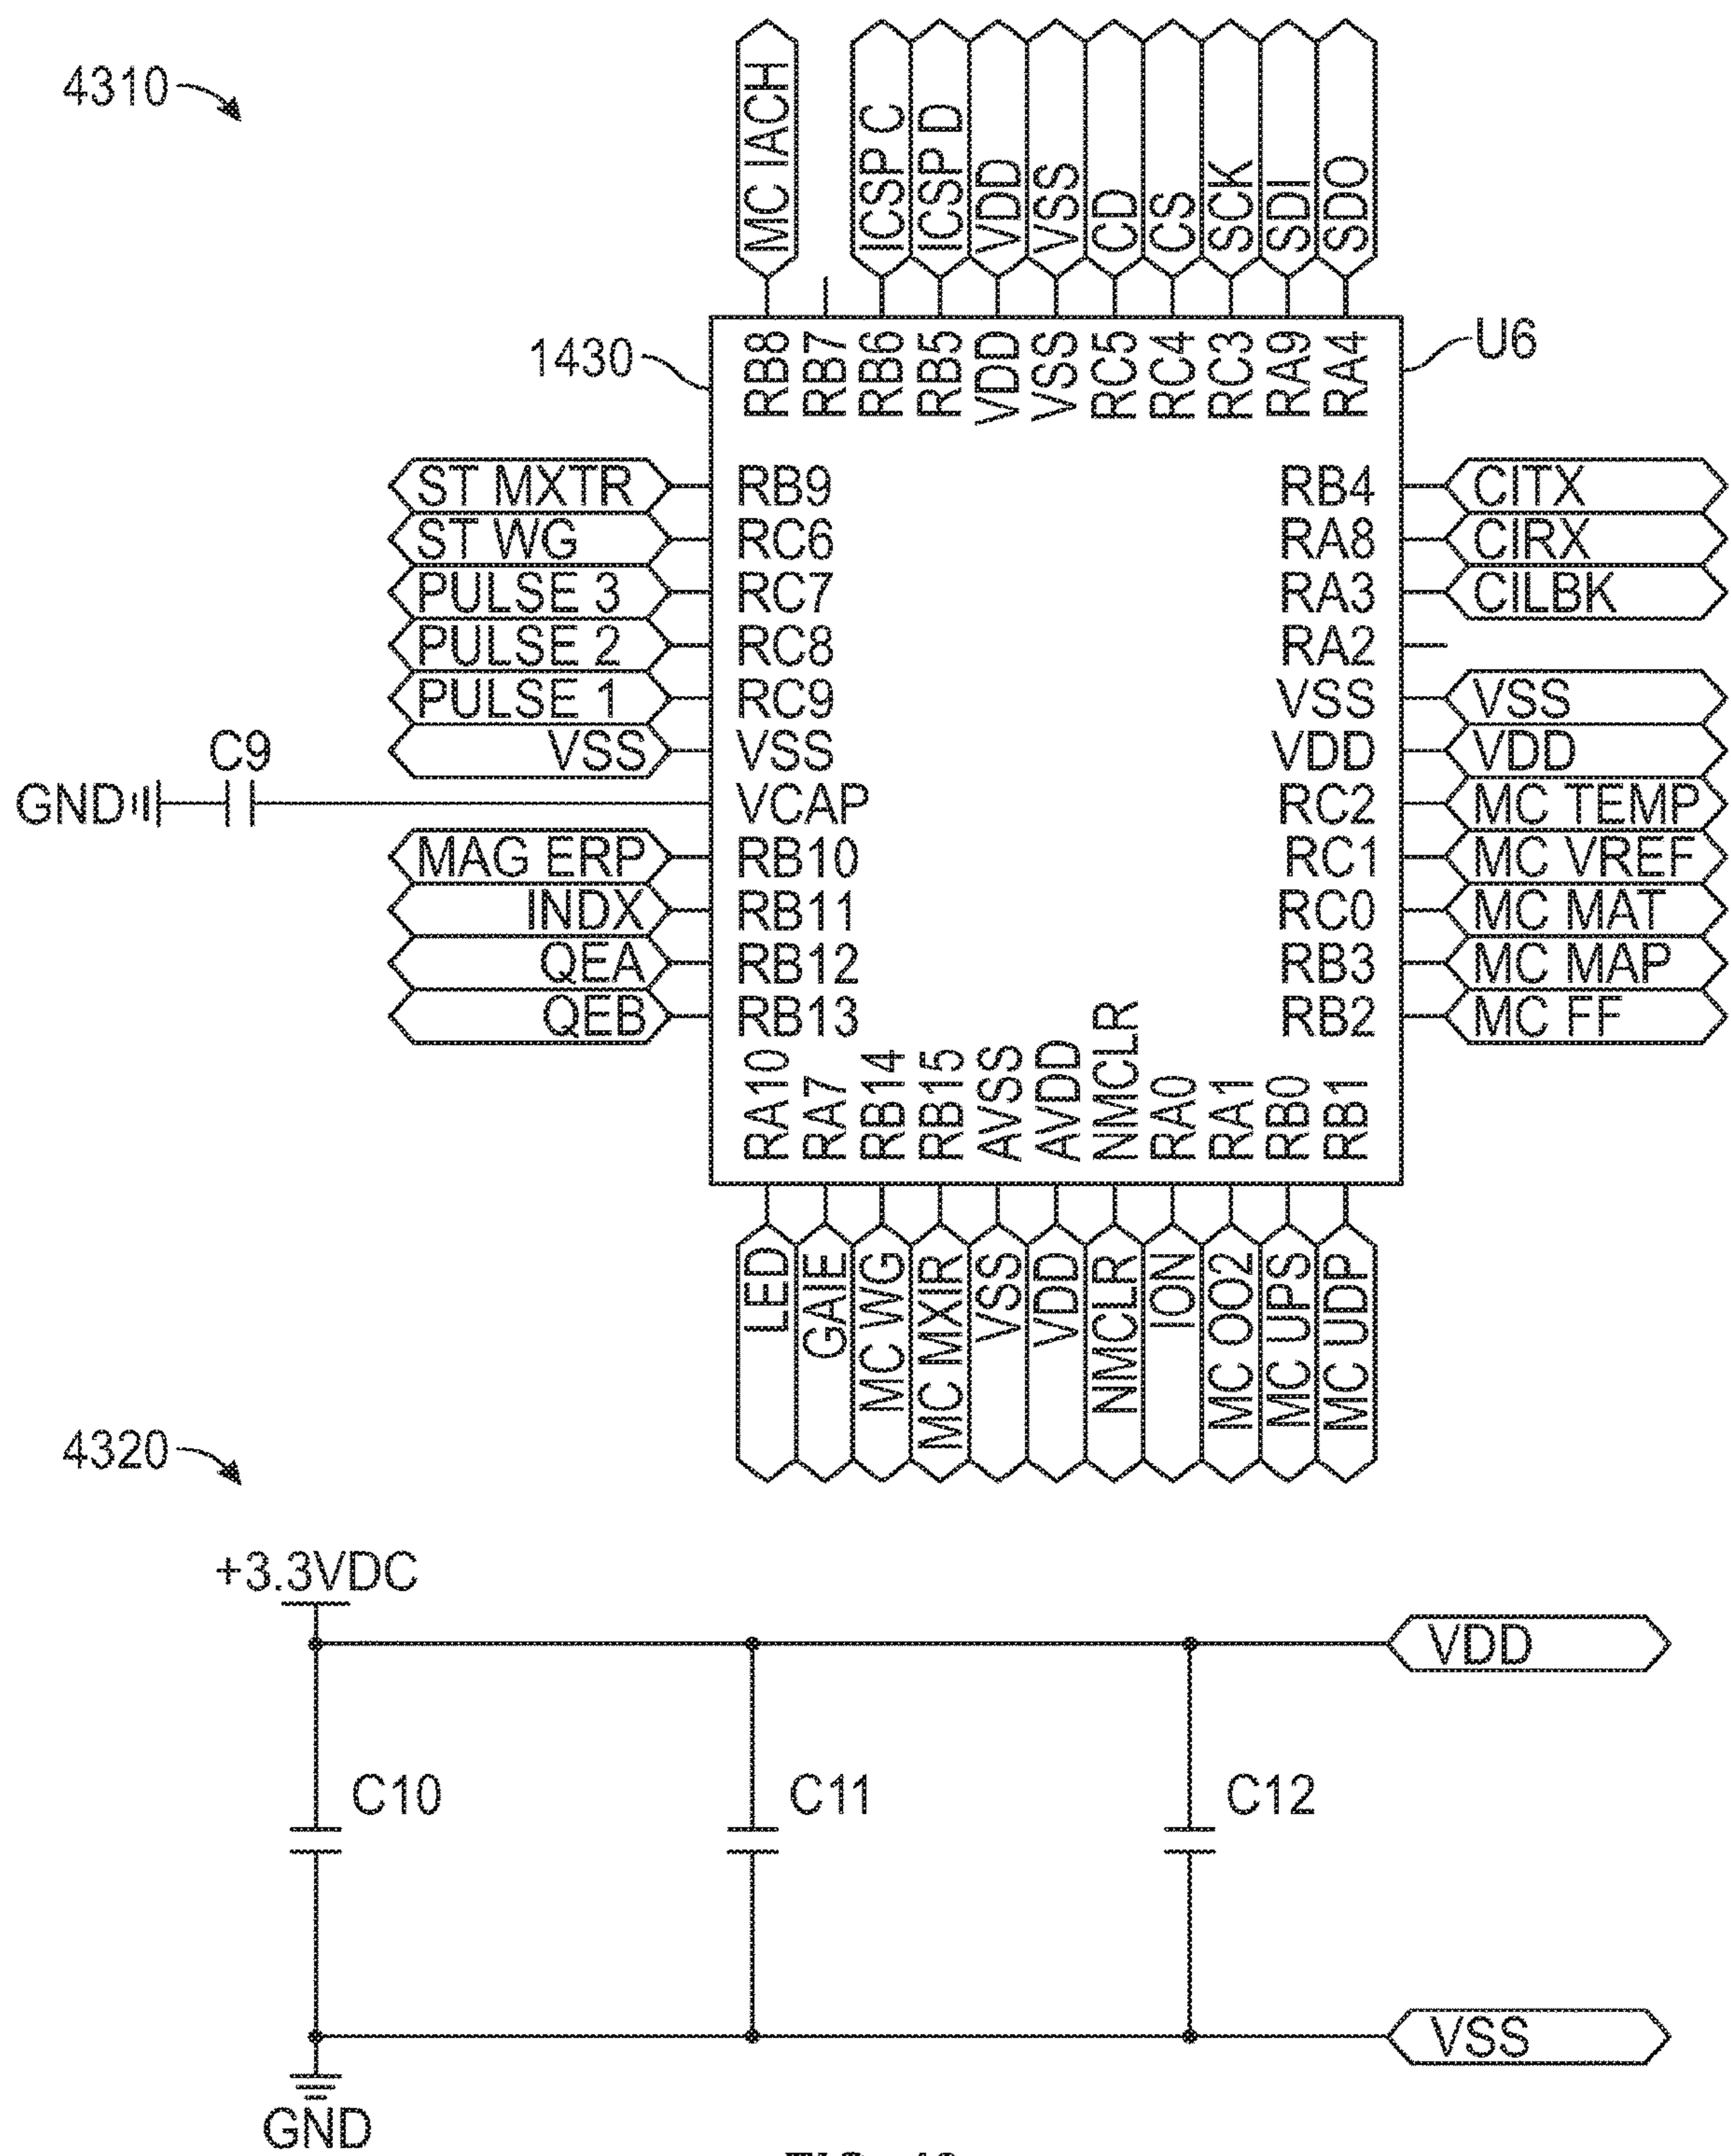 4310
MC IACH
ICSP C
ICSP D
VDD
VSS
CD
CS
SCK
SDI
SDO
1430
U6
RB8
RB7
RB6
RB5
VDD
VSS
RC5
RC4
RC3
RA9
RA4
ST MXTR RB9 RB4 CITX
ST WG RC6 RA8 CIRX
PULSE 3 RC7 RA3 CILBK
PULSE 2 RC8 RA2
PULSE 1 RC9 VSS VSS
VSS VSS VDD VDD
C9
GND VCAP RC2 MC TEMP
MAG ERP RB10 RC1 MC VREF
INDX RB11 RC0 MC MAT
QEA RB12 RB3 MC MAP
QEB RB13 RB2 MC FF
RA10
RA7
RB14
RB15
AVSS
AVDD
NMCLR
RA0
RA1
RB0
RB1
LED
GAIE
MC WG
MC MXIR
VSS
VDD
NMCLR
ION
MC OO2
MC UPS
MC UDP
4320
+3.3VDC
VDD
C10
C11
C12
VSS
GND